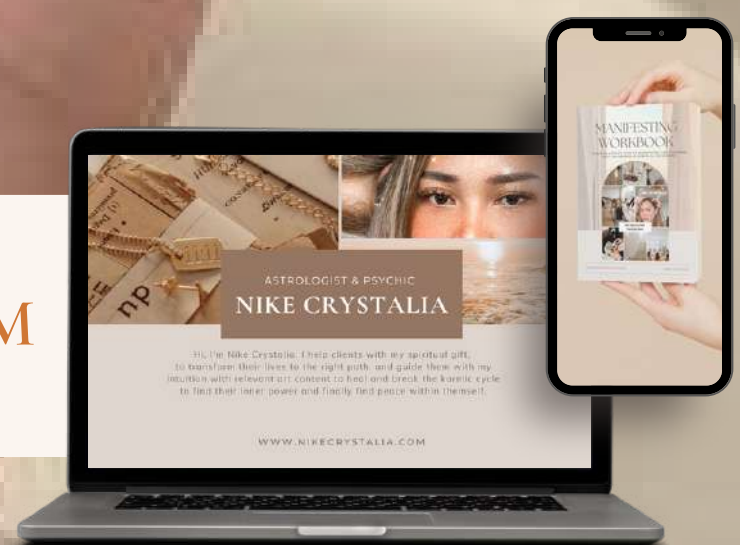 M
ASTROLOGIST & PSYCHIC
NIKE CRYSTALIA
Hi, I'm Nike Crystalia. I help clients with my spiritual gift,
to transform their lives to the right path, and guide them with my
intuition with relevant art content to heal and break the karmic cycle
to find their inner power and finally find peace within themself.
WWW.NIKECRYSTALIA.COM
MANIFESTING
WORKBOOK